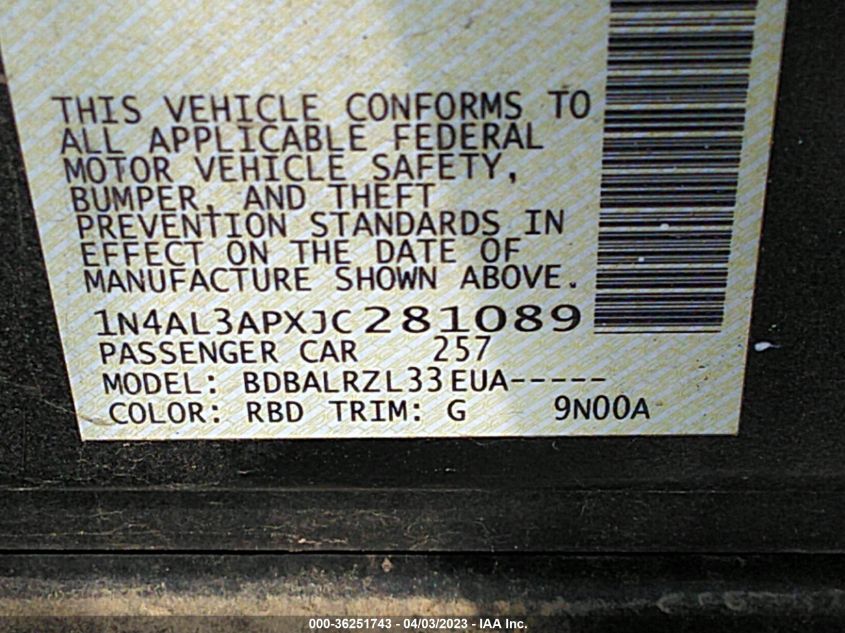 THIS VEHICLE CONFORMS TO
ALL APPLICABLE FEDERAL
MOTOR VEHICLE SAFETY,
BUMPER, AND THEFT
PREVENTION STANDARDS IN
EFFECT ON THE DATE OF
MANUFACTURE SHOWN ABOVE.
1N4AL3APXJC281089
PASSENGER CAR 257
MODEL: BDBALRZL33EUA-----
COLOR: RBD TRIM: G 9N00A
000-36251743 - 04/03/2023 - IAA Inc.